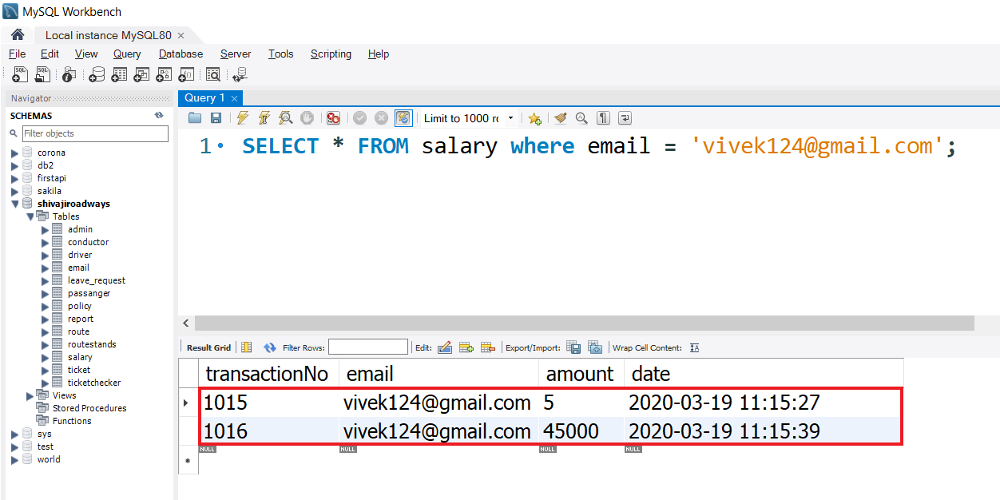 MySQL Workbench
Local instance MySQL80
File Edit View Query Database Server Tools Scripting Help
Navigator
Query 1
SCHEMAS
Limit to 1000 rc
Filter objects
1 SELECT * FROM salary where email = 'vivek124@gmail.com';
corona
db2
firstapi
sakila
shivajiroadways
Tables
admin
conductor
driver
email
leave_request
passanger
policy
report
route
routestands
salary
ticket
ticketchecker
Views
Stored Procedures
Functions
sys
test
world
Result Grid Filter Rows: Edit: Export/Import: Wrap Cell Content: IA
transactionNo email amount date
1015 vivek124@gmail.com 5 2020-03-19 11:15:27
1016 vivek124@gmail.com 45000 2020-03-19 11:15:39
NULL NULL NULL NULL